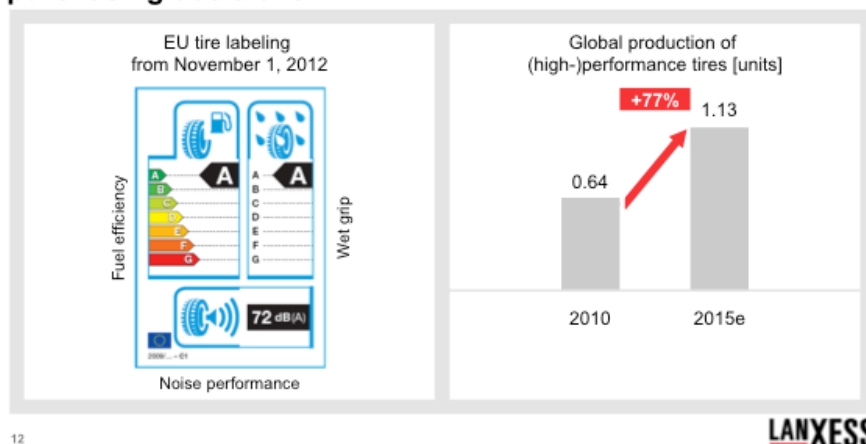 EU tire labeling
from November 1, 2012
Fuel efficiency
A
B
C
D
E
F
G
A
A
B
C
D
E
F
G
A
Wet grip
72 dB(A)
Noise performance
Global production of
(high-)performance tires [units]
+77%
1.13
0.64
2010 2015e
12
LANXESS